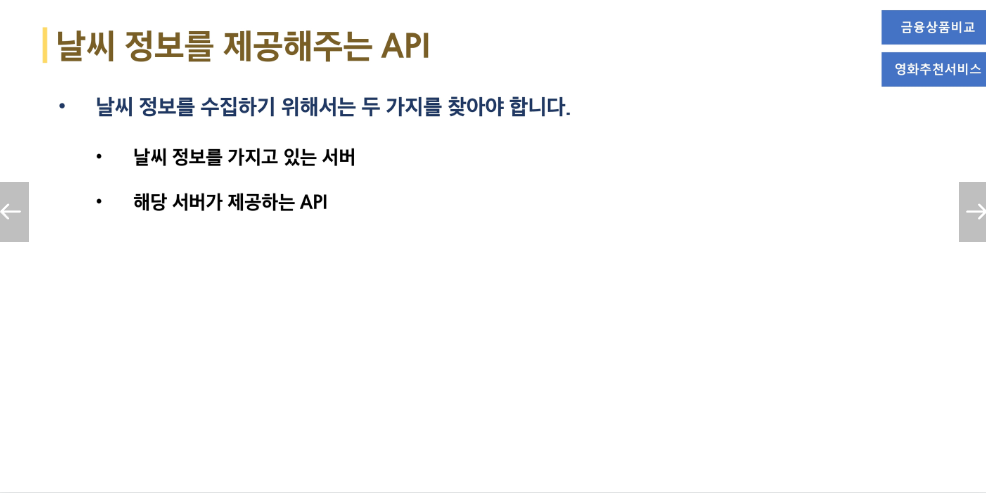 날씨 정보를 제공해주는 API
금융상품비교
영화추천서비스
• 날씨 정보를 수집하기 위해서는 두 가지를 찾아야 합니다.
• 날씨 정보를 가지고 있는 서버
• 해당 서버가 제공하는 API